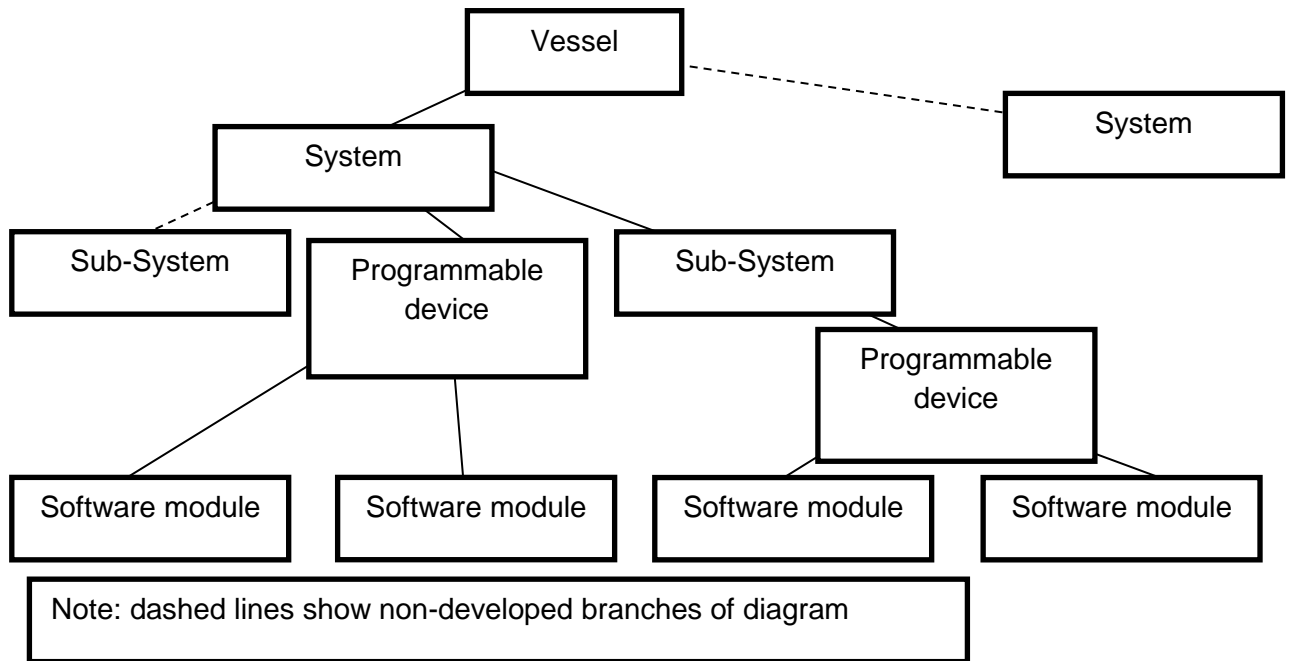 Vessel
System
System
Sub-System
Programmable
device
Sub-System
Programmable
device
Software module
Software module
Software module
Software module
Note: dashed lines show non-developed branches of diagram